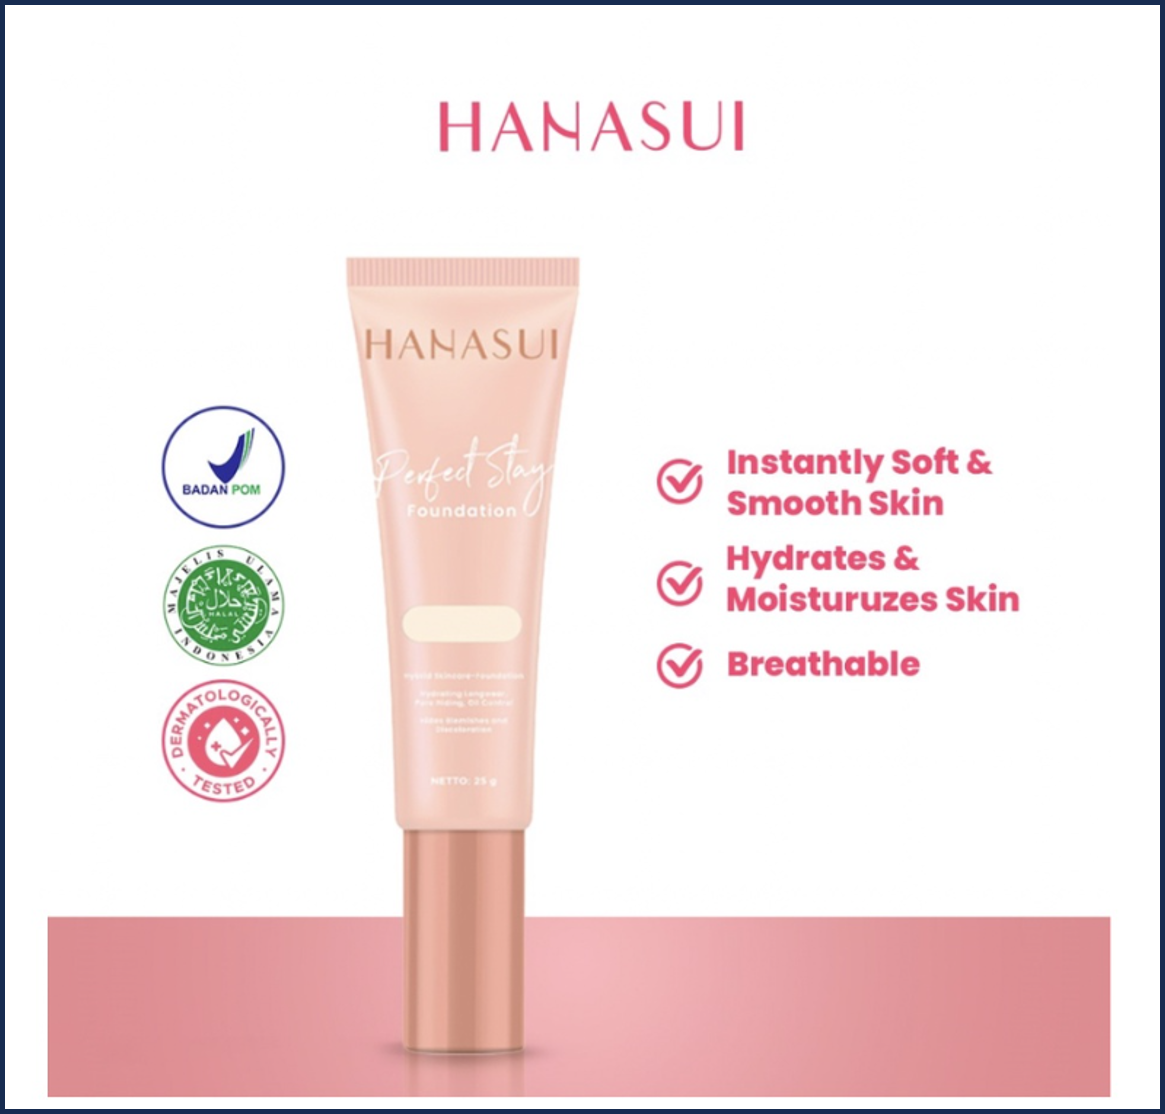 HANASUI
HANASUI
Perfect Stay
Foundation
Hybrid Skincare-Foundation
Hydrating Longwear,
Pore Hiding, Oil Control
Hides Blemishes and
Discoloration
NETTO: 25 g
BADAN POM
MAJELIS ULAMA
INDONESIA
حلال
HALAL
DERMATOLOGICALLY
TESTED
Instantly Soft &
Smooth Skin
Hydrates &
Moisturuzes Skin
Breathable